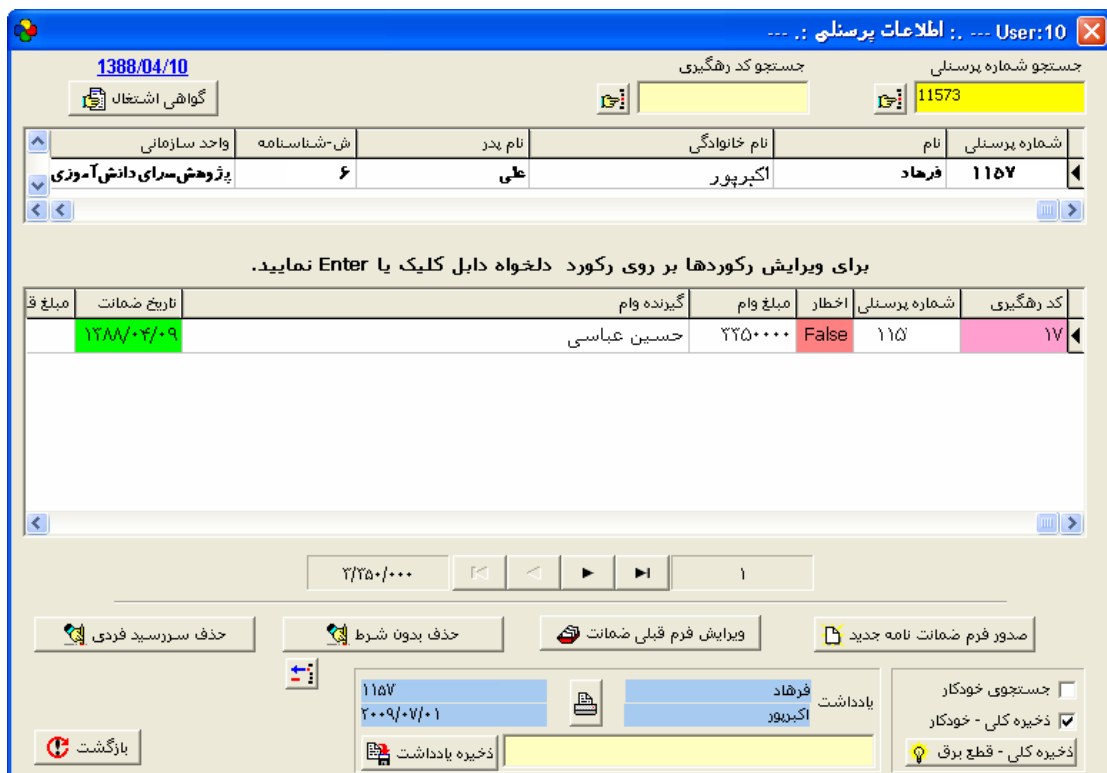 User:10 --- .: اطلاعات پرسنلی :. ---
جستجو شماره پرسنلی جستجو کد رهگیری 1388/04/10
11573 گواهی اشتغال
شماره پرسنلی نام نام خانوادگی نام پدر ش-شناسنامه واحد سازمانی
۱۱۵۷ فرهاد اکبرپور علی ۶ پژوهش‌سرای دانش‌آموزی
برای ویرایش رکوردها بر روی رکورد دلخواه دابل کلیک یا Enter نمایید.
کد رهگیری شماره پرسنلی اخطار مبلغ وام گیرنده وام تاریخ ضمانت مبلغ ق
۱۷ ۱۱۵ False ۲۲۵۰۰۰۰ حسین عباسی ۱۳۸۸/۰۴/۰۹
۱ ۲/۲۵۰/۰۰۰
صدور فرم ضمانت نامه جدید ویرایش فرم قبلی ضمانت حذف بدون شرط حذف سررسید فردی
جستجوی خودکار یادداشت فرهاد ۱۱۵۷
ذخیره کلی - خودکار اکبرپور ۲۰۰۹/۰۷/۰۱
ذخیره کلی - قطع برق ذخیره یادداشت بازگشت